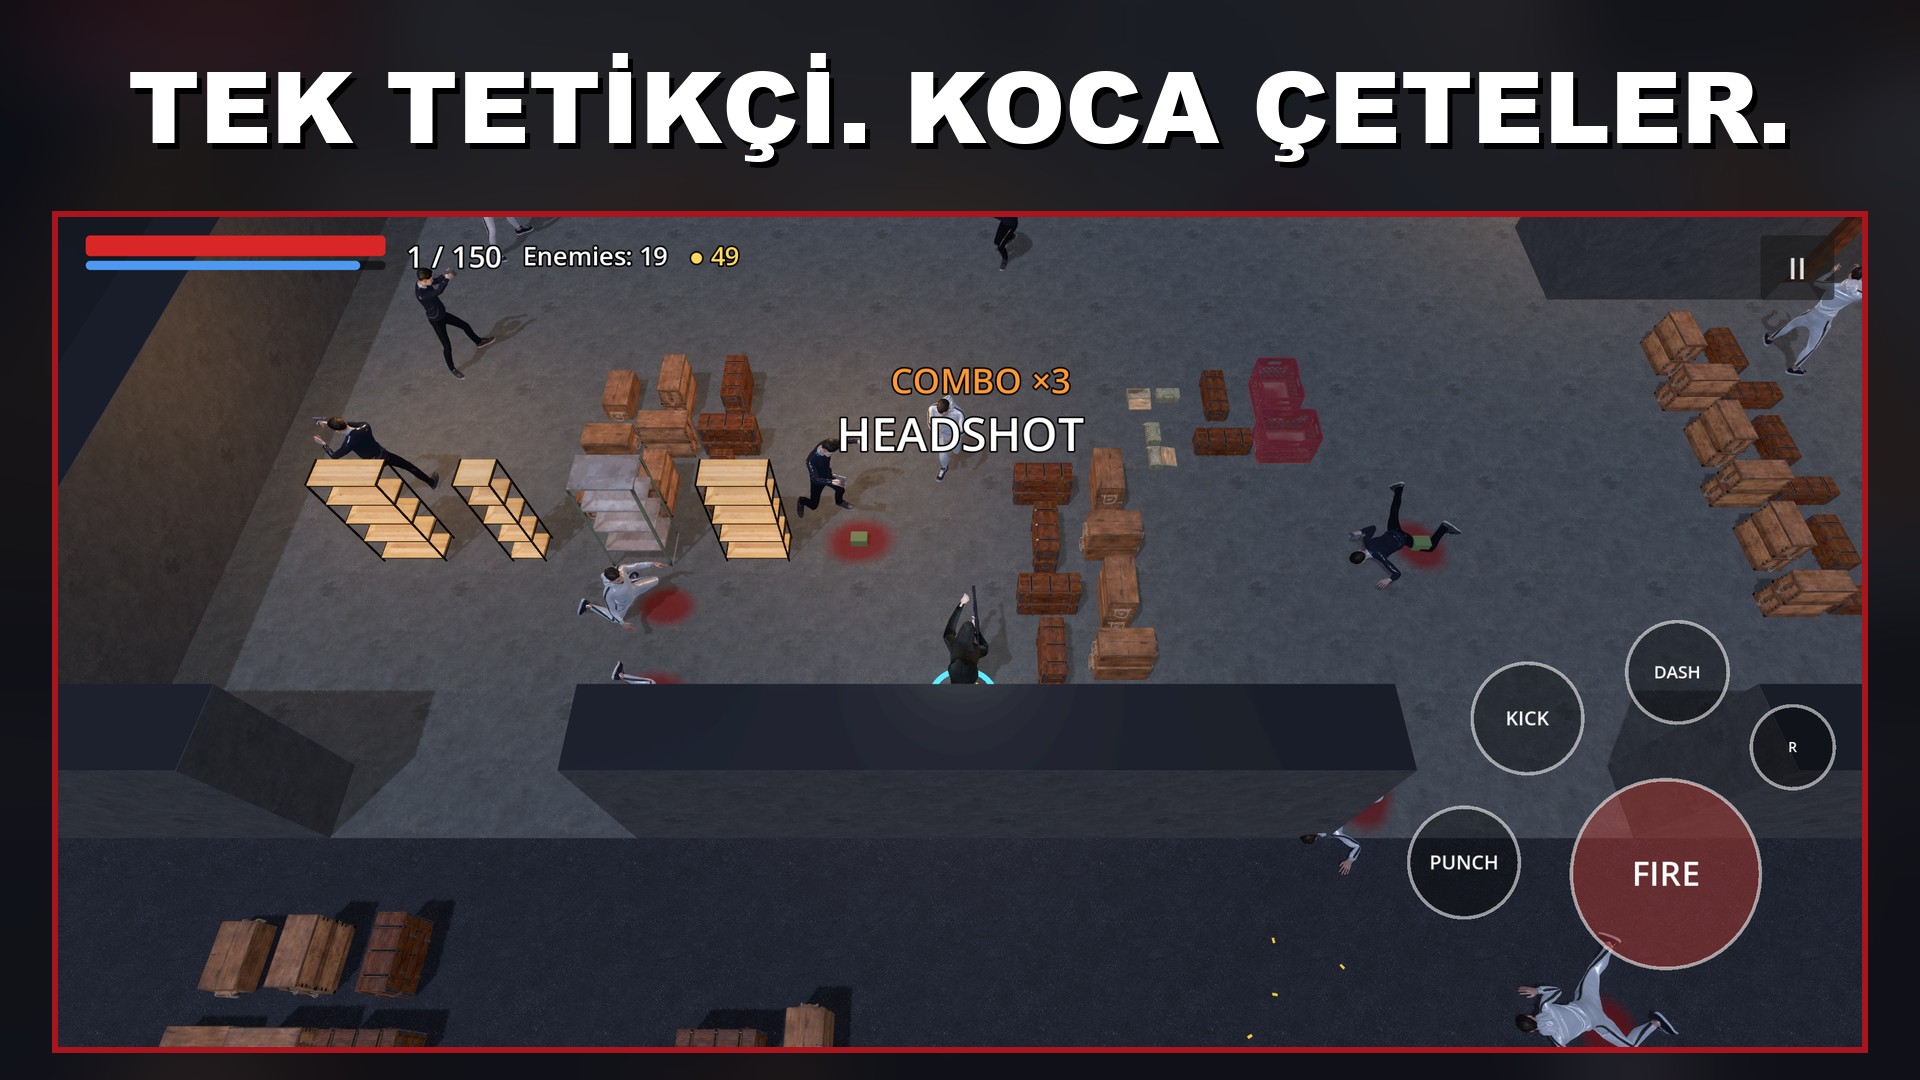 TEK TETİKÇİ. KOCA ÇETELER.
1 / 150 Enemies: 19 49
COMBO ×3
HEADSHOT
DASH
KICK
R
PUNCH
FIRE